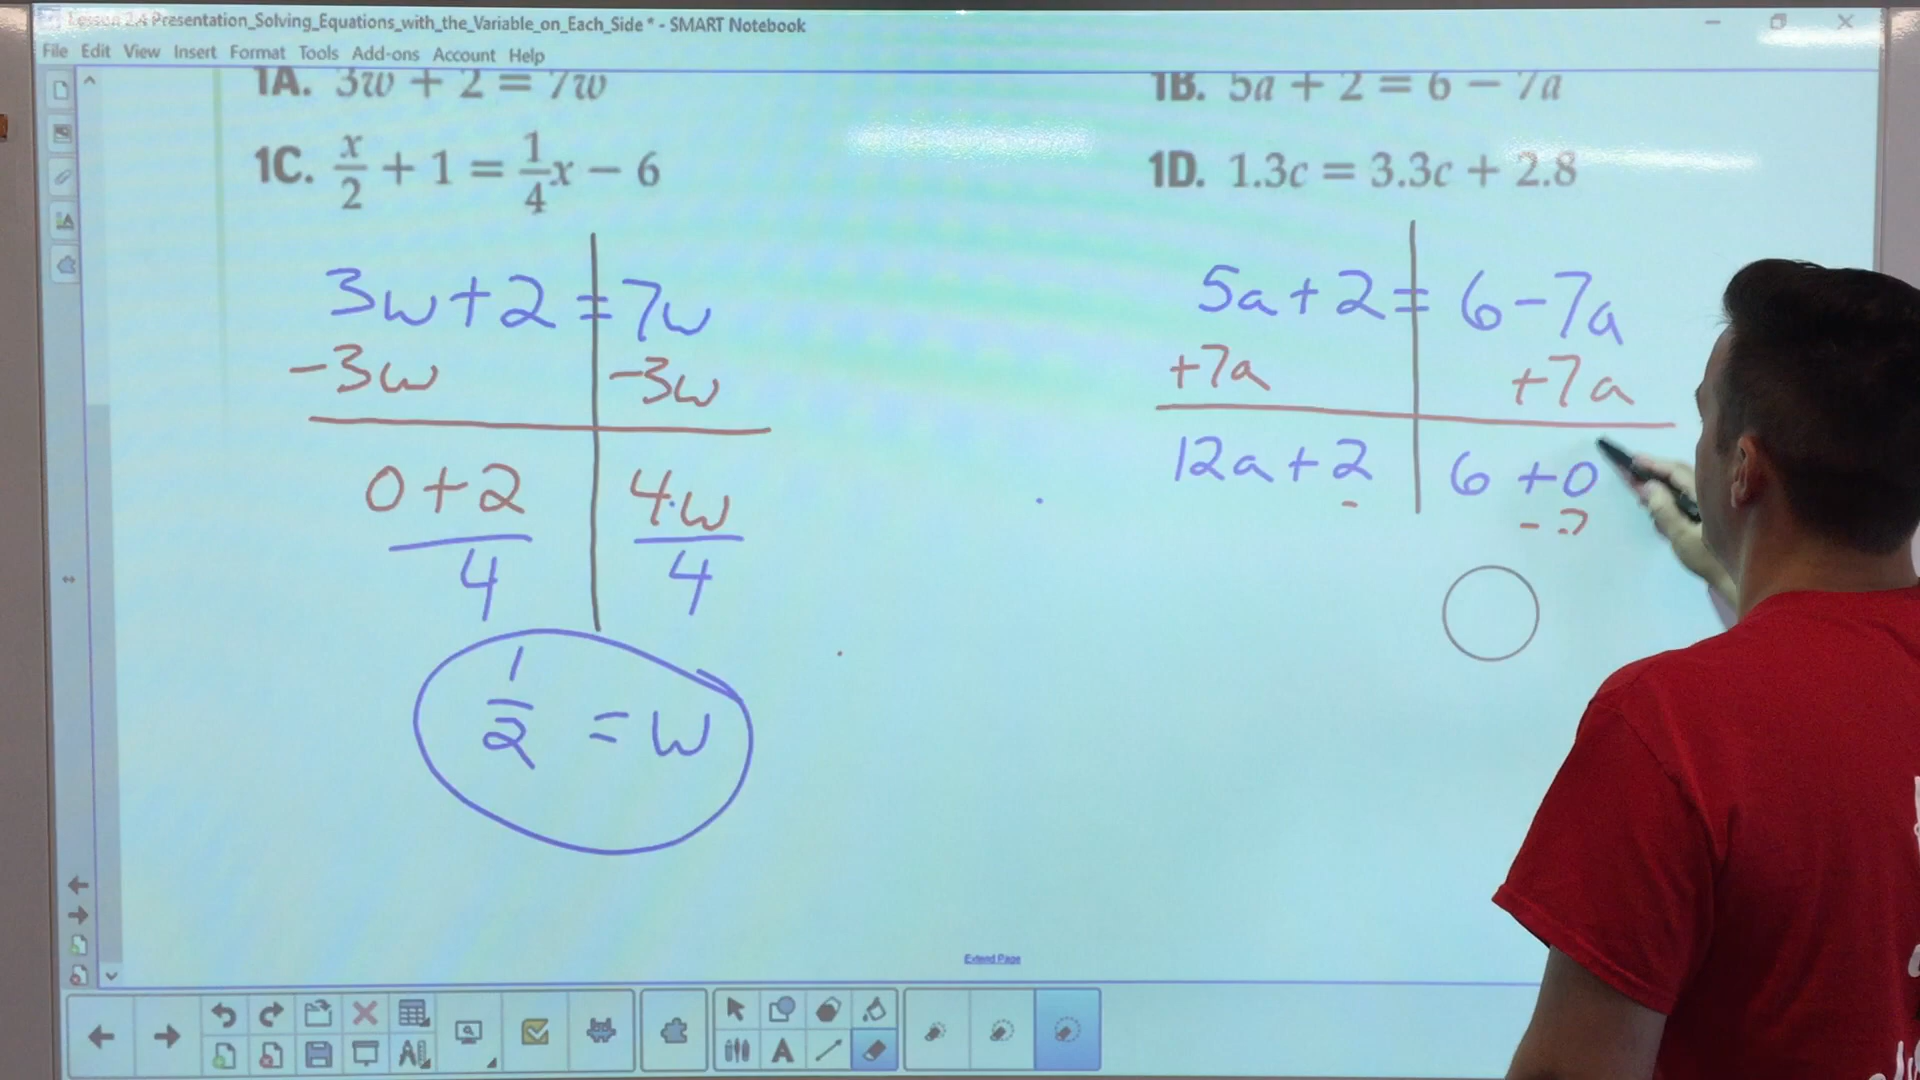 Lesson 2.4 Presentation_Solving_Equations_with_the_Variable_on_Each_Side * - SMART Notebook
File Edit View Insert Format Tools Add-ons Account Help
1A. 3w + 2 = 7w
1B. 5a + 2 = 6 − 7a
1C. x/2 + 1 = 1/4 x − 6
1D. 1.3c = 3.3c + 2.8
3w + 2 = 7w
-3w -3w
0 + 2 4·w
4 4
1/2 = w
5a + 2 = 6 - 7a
+7a +7a
12a + 2 6 + 0
- - 2
Extend Page